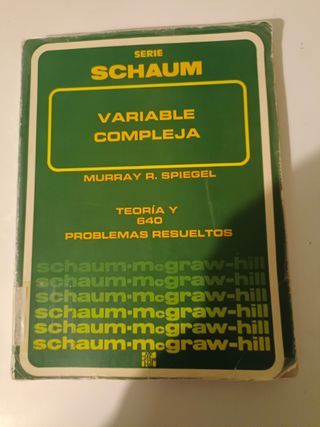 SERIE
SCHAUM
VARIABLE
COMPLEJA
MURRAY R. SPIEGEL
TEORÍA Y
640
PROBLEMAS RESUELTOS
schaum·mcgraw-hill
schaum·mcgraw-hill
schaum·mcgraw-hill
schaum·mcgraw-hill
schaum·mcgraw-hill
schaum·mcgraw-hill